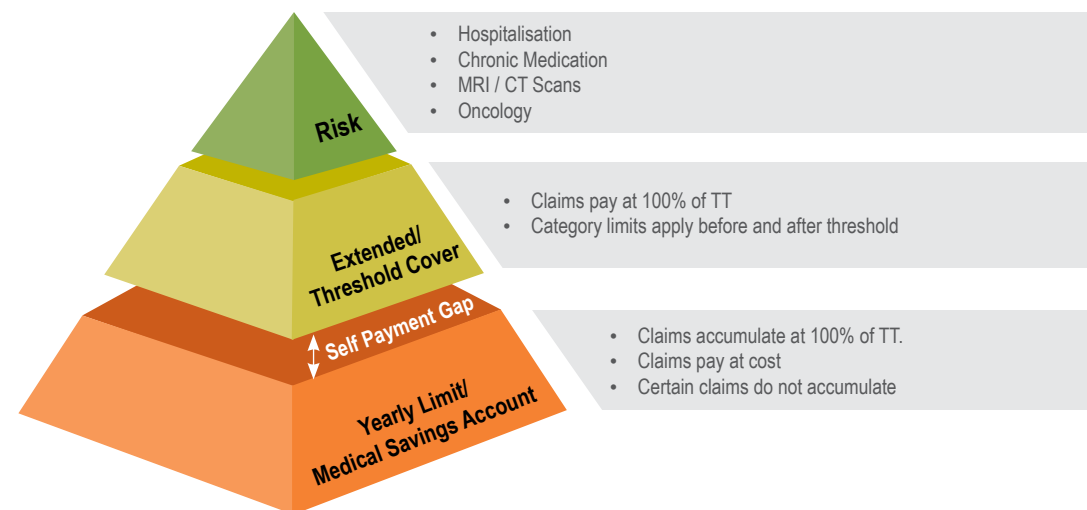 Risk
• Hospitalisation
• Chronic Medication
• MRI / CT Scans
• Oncology
Extended/
Threshold Cover
• Claims pay at 100% of TT
• Category limits apply before and after threshold
Self Payment Gap
Yearly Limit/
Medical Savings Account
• Claims accumulate at 100% of TT.
• Claims pay at cost
• Certain claims do not accumulate